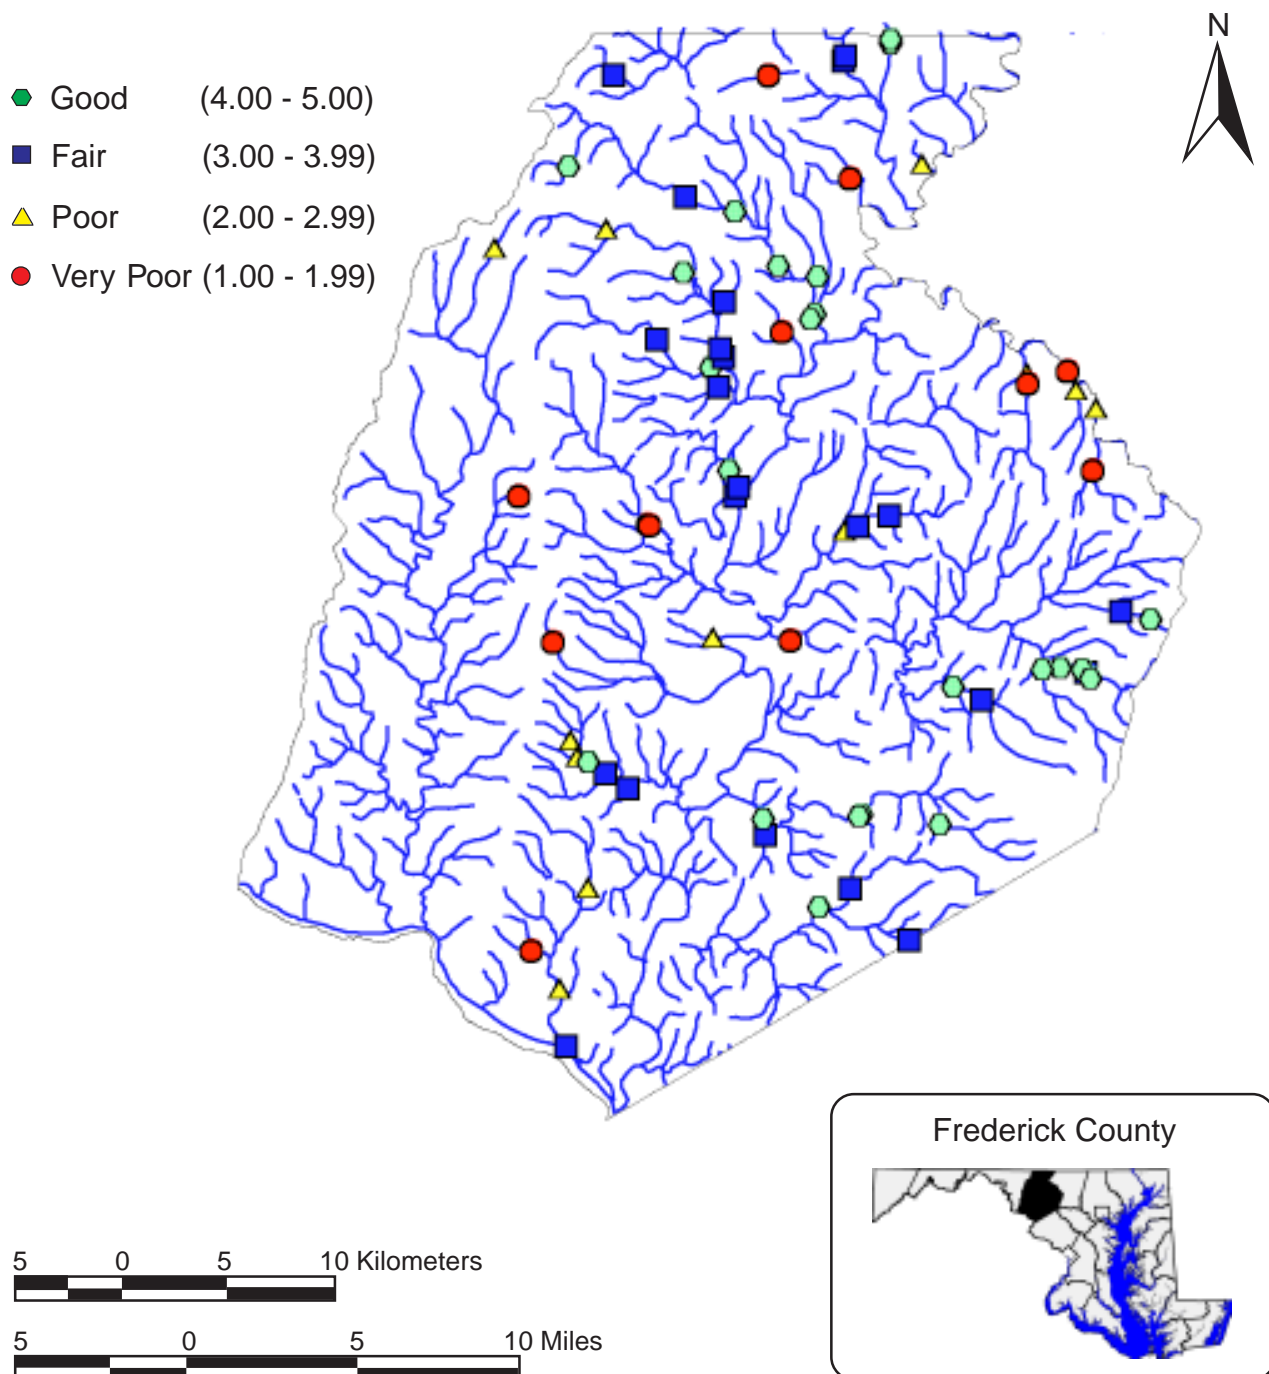 N
Good (4.00 - 5.00)
Fair (3.00 - 3.99)
Poor (2.00 - 2.99)
Very Poor (1.00 - 1.99)
Frederick County
5 0 5 10 Kilometers
5 0 5 10 Miles